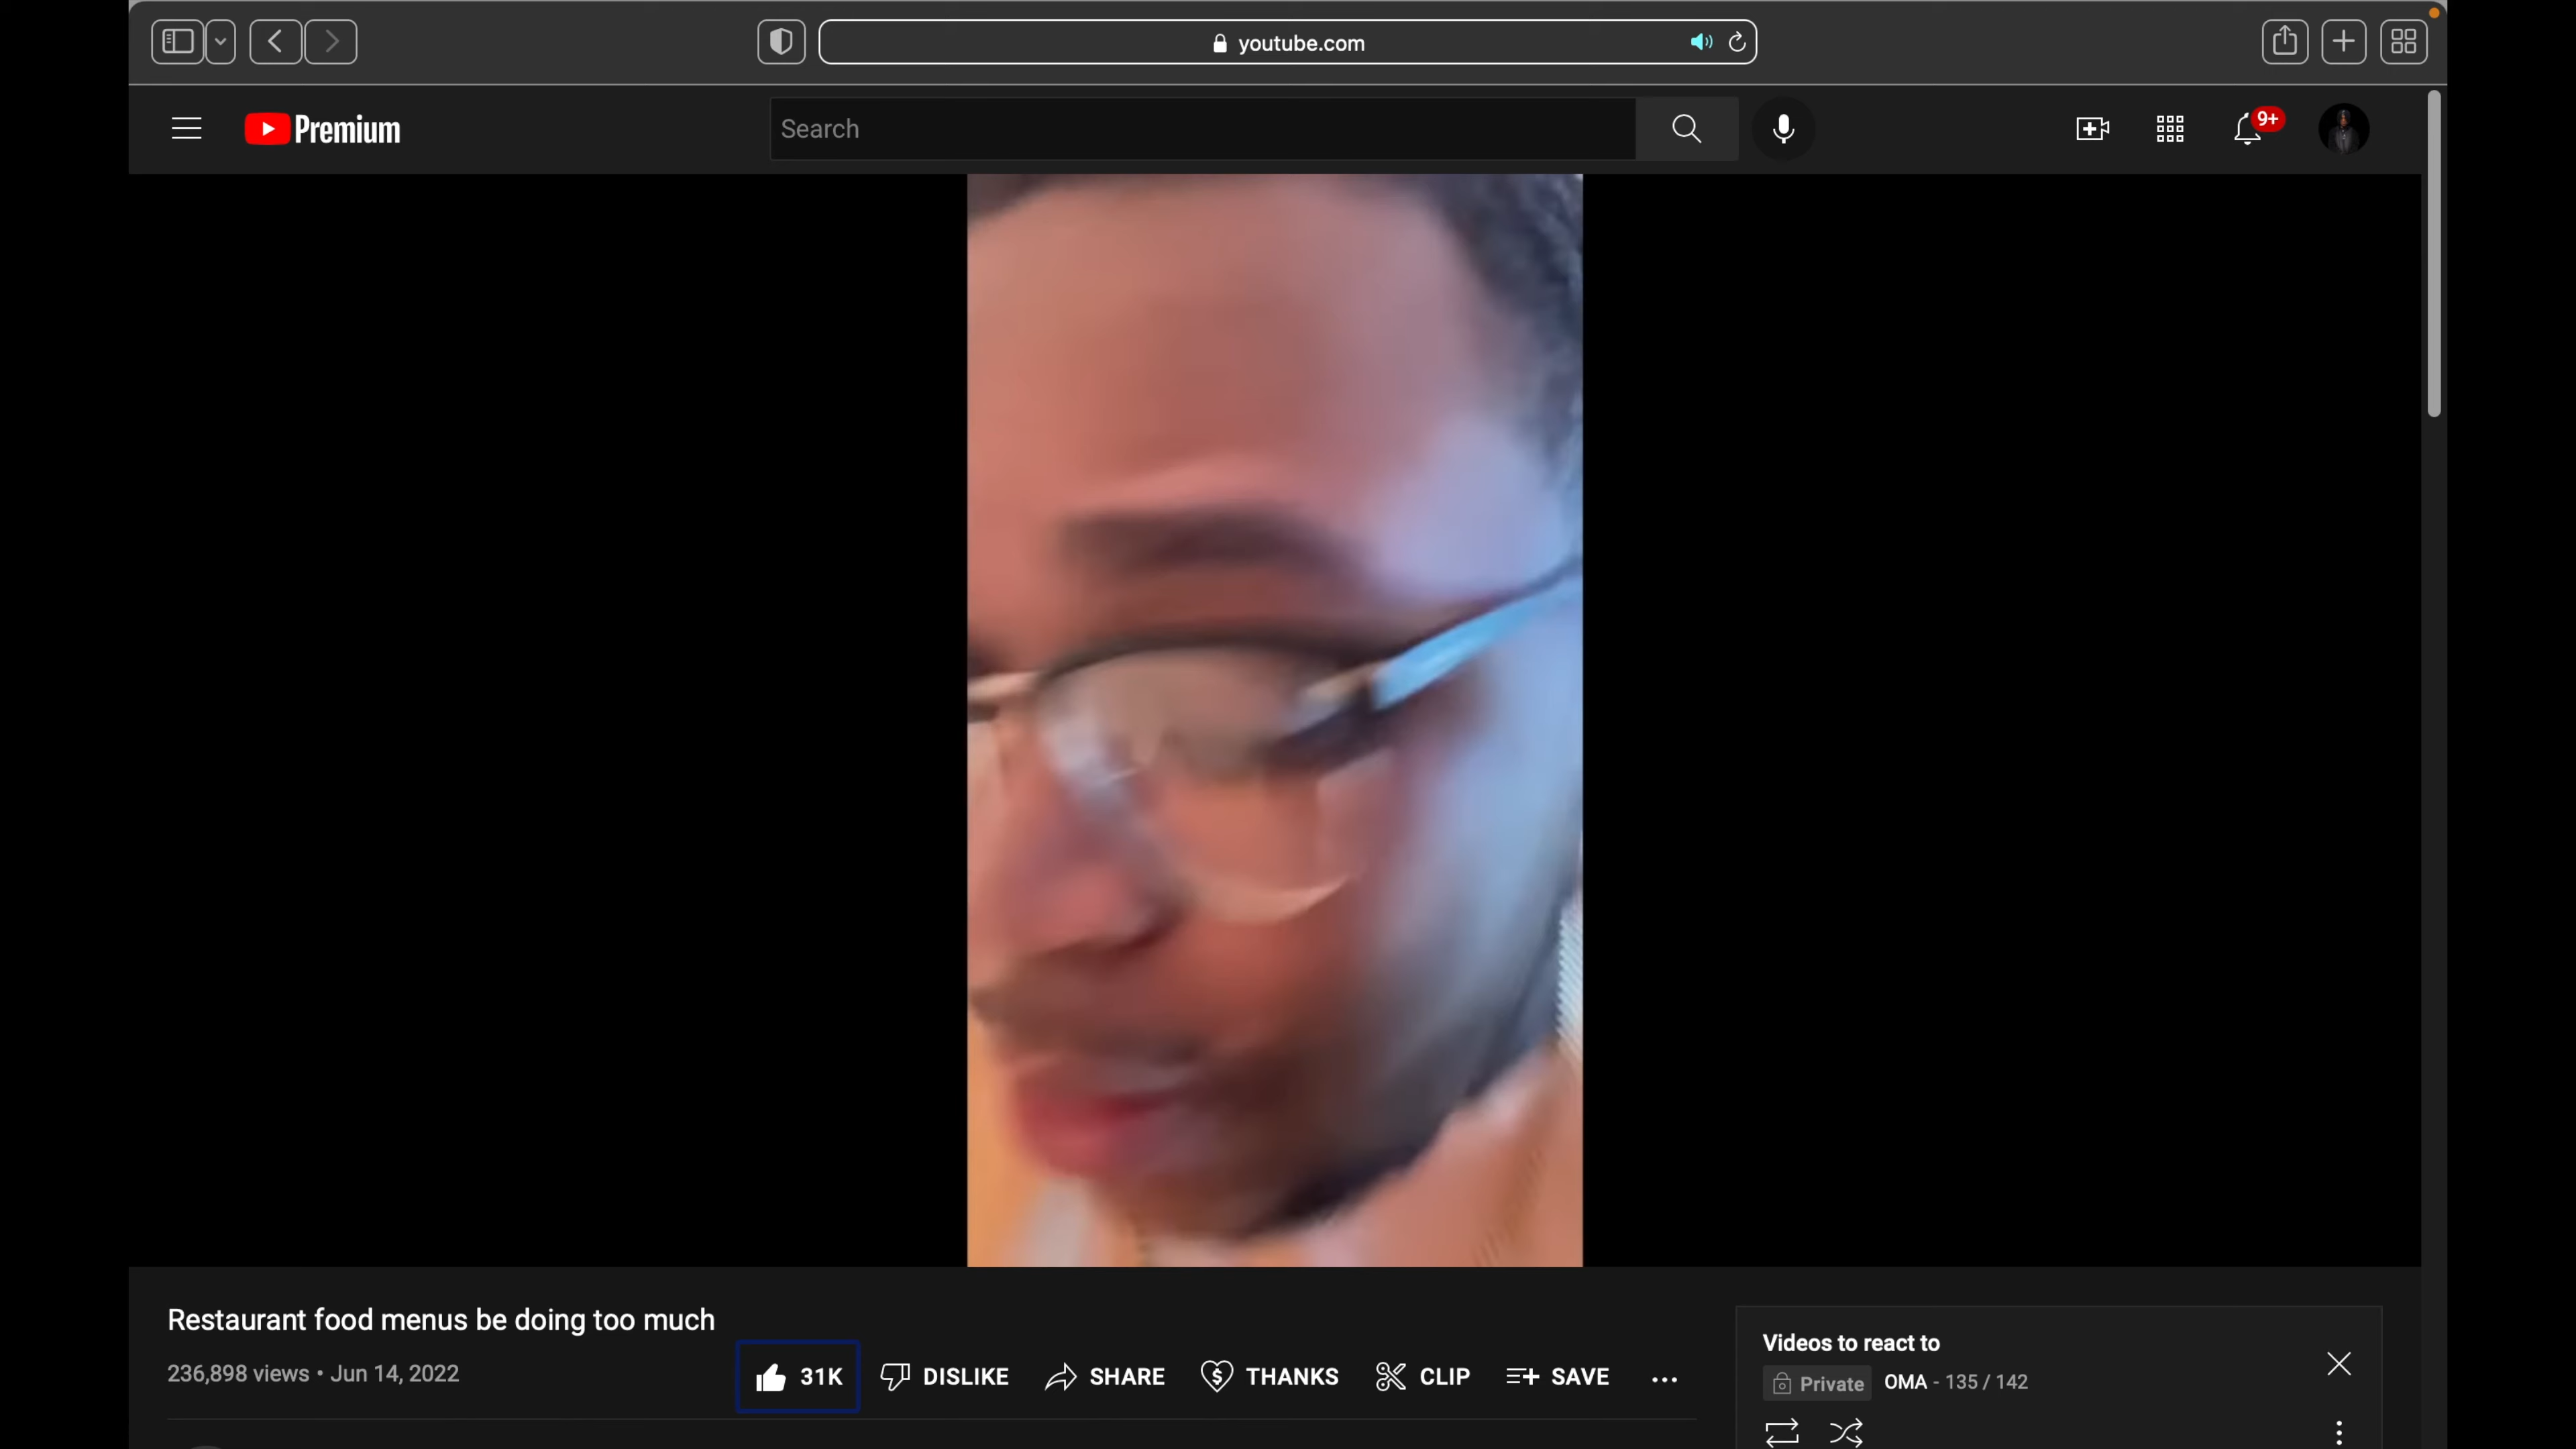 youtube.com
Premium
Search
9+
Restaurant food menus be doing too much
236,898 views • Jun 14, 2022
31K
DISLIKE
SHARE
THANKS
CLIP
SAVE
Videos to react to
Private OMA - 135 / 142